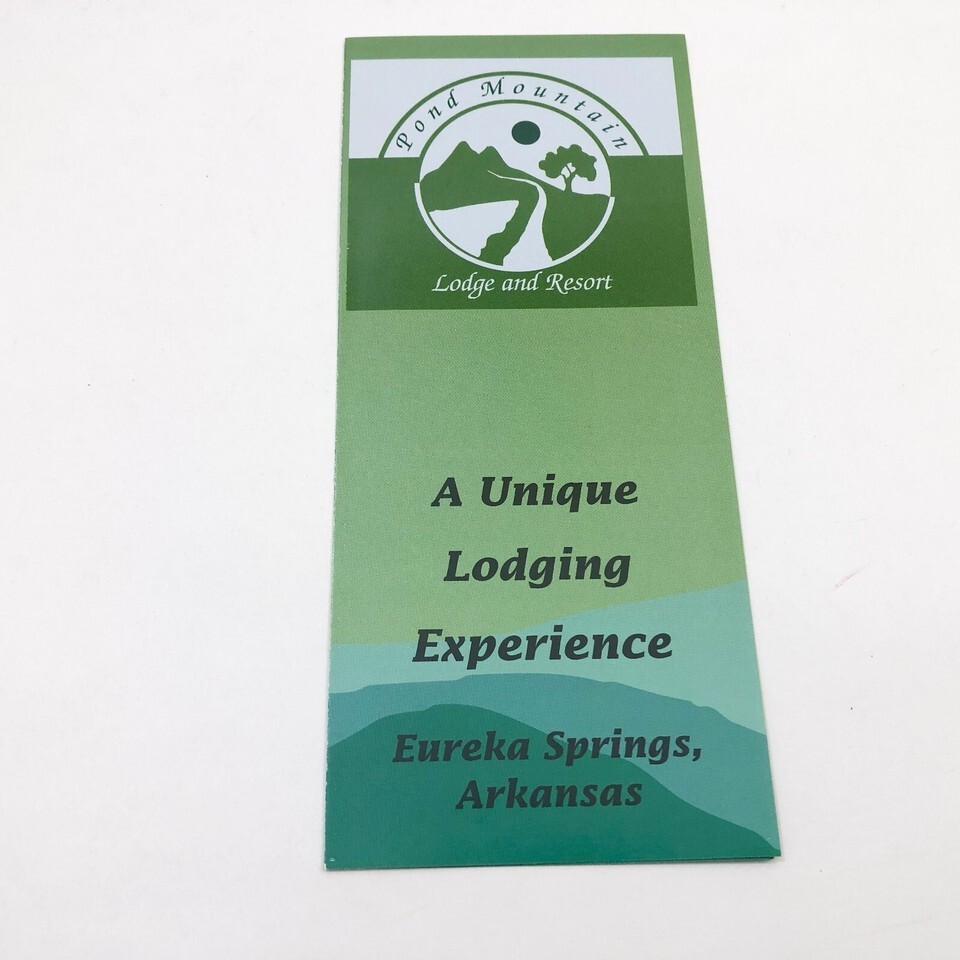 Pond Mountain
Lodge and Resort
A Unique
Lodging
Experience
Eureka Springs,
Arkansas